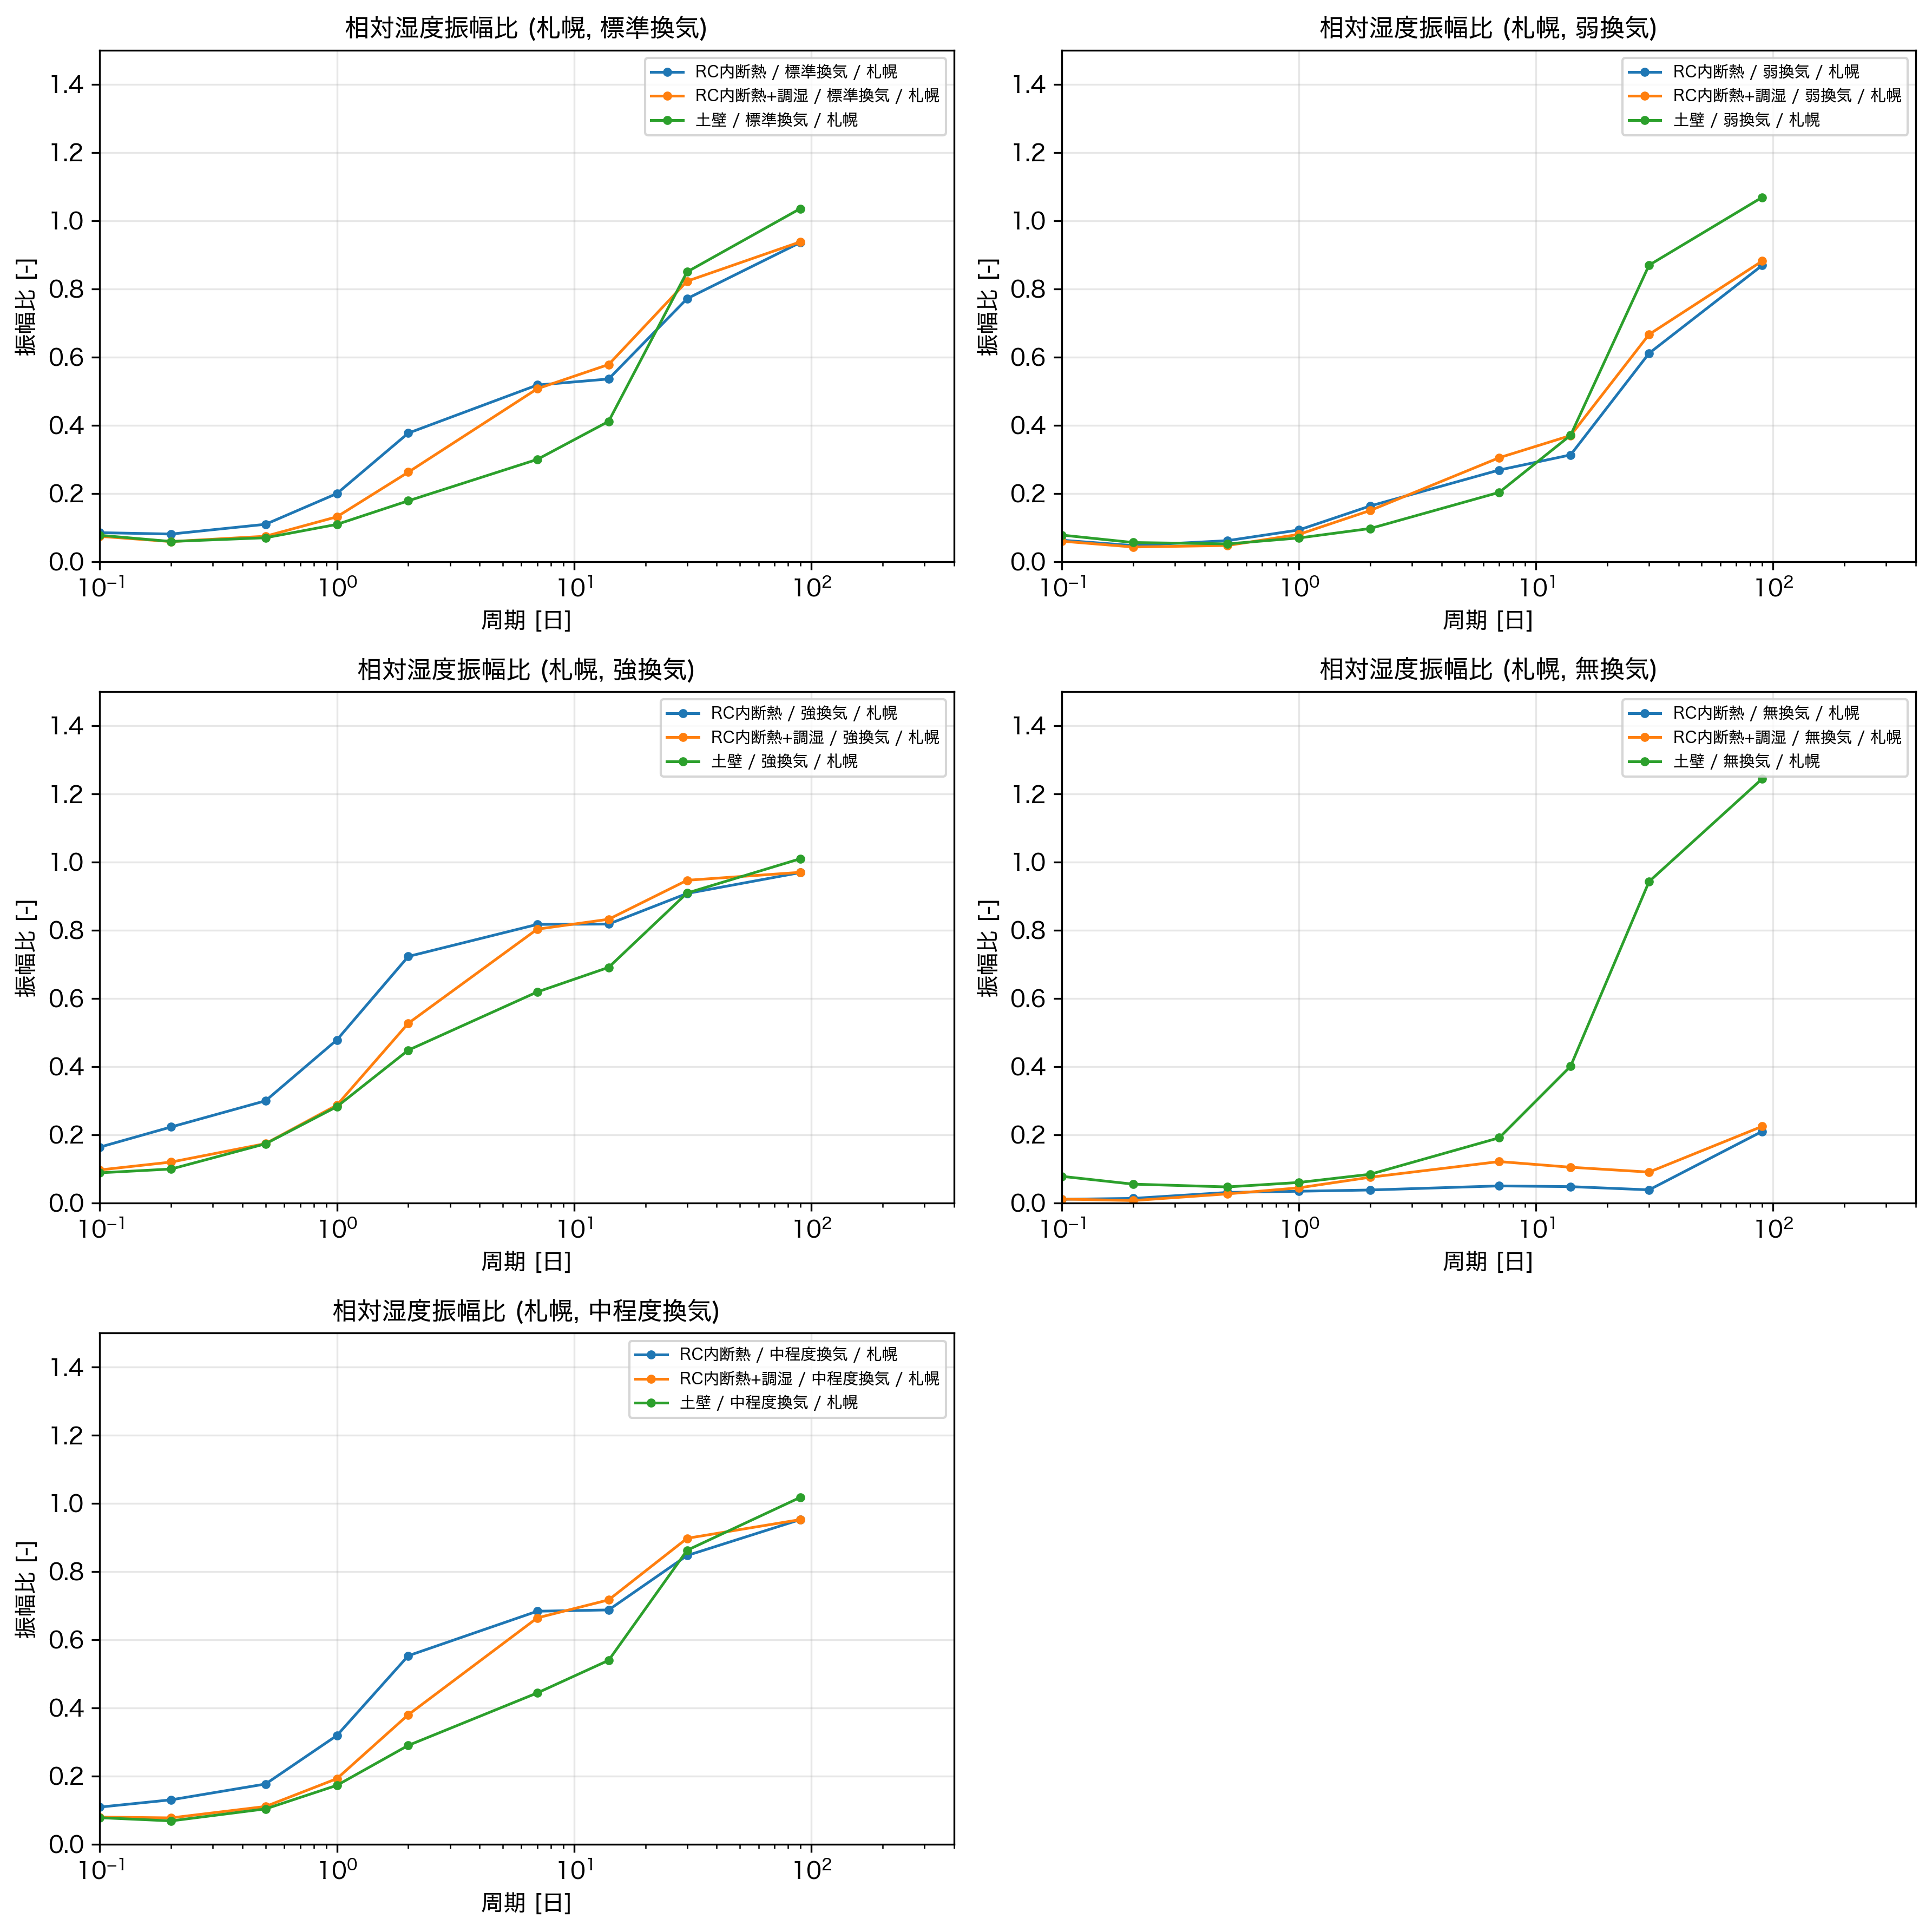 相対湿度振幅比 (札幌, 標準換気)
RC内断熱 / 標準換気 / 札幌
RC内断熱+調湿 / 標準換気 / 札幌
土壁 / 標準換気 / 札幌
振幅比 [-]
1.4
1.2
1.0
0.8
0.6
0.4
0.2
0.0
10⁻¹ 10⁰ 10¹ 10²
周期 [日]
相対湿度振幅比 (札幌, 弱換気)
RC内断熱 / 弱換気 / 札幌
RC内断熱+調湿 / 弱換気 / 札幌
土壁 / 弱換気 / 札幌
振幅比 [-]
1.4
1.2
1.0
0.8
0.6
0.4
0.2
0.0
10⁻¹ 10⁰ 10¹ 10²
周期 [日]
相対湿度振幅比 (札幌, 強換気)
RC内断熱 / 強換気 / 札幌
RC内断熱+調湿 / 強換気 / 札幌
土壁 / 強換気 / 札幌
振幅比 [-]
1.4
1.2
1.0
0.8
0.6
0.4
0.2
0.0
10⁻¹ 10⁰ 10¹ 10²
周期 [日]
相対湿度振幅比 (札幌, 無換気)
RC内断熱 / 無換気 / 札幌
RC内断熱+調湿 / 無換気 / 札幌
土壁 / 無換気 / 札幌
振幅比 [-]
1.4
1.2
1.0
0.8
0.6
0.4
0.2
0.0
10⁻¹ 10⁰ 10¹ 10²
周期 [日]
相対湿度振幅比 (札幌, 中程度換気)
RC内断熱 / 中程度換気 / 札幌
RC内断熱+調湿 / 中程度換気 / 札幌
土壁 / 中程度換気 / 札幌
振幅比 [-]
1.4
1.2
1.0
0.8
0.6
0.4
0.2
0.0
10⁻¹ 10⁰ 10¹ 10²
周期 [日]